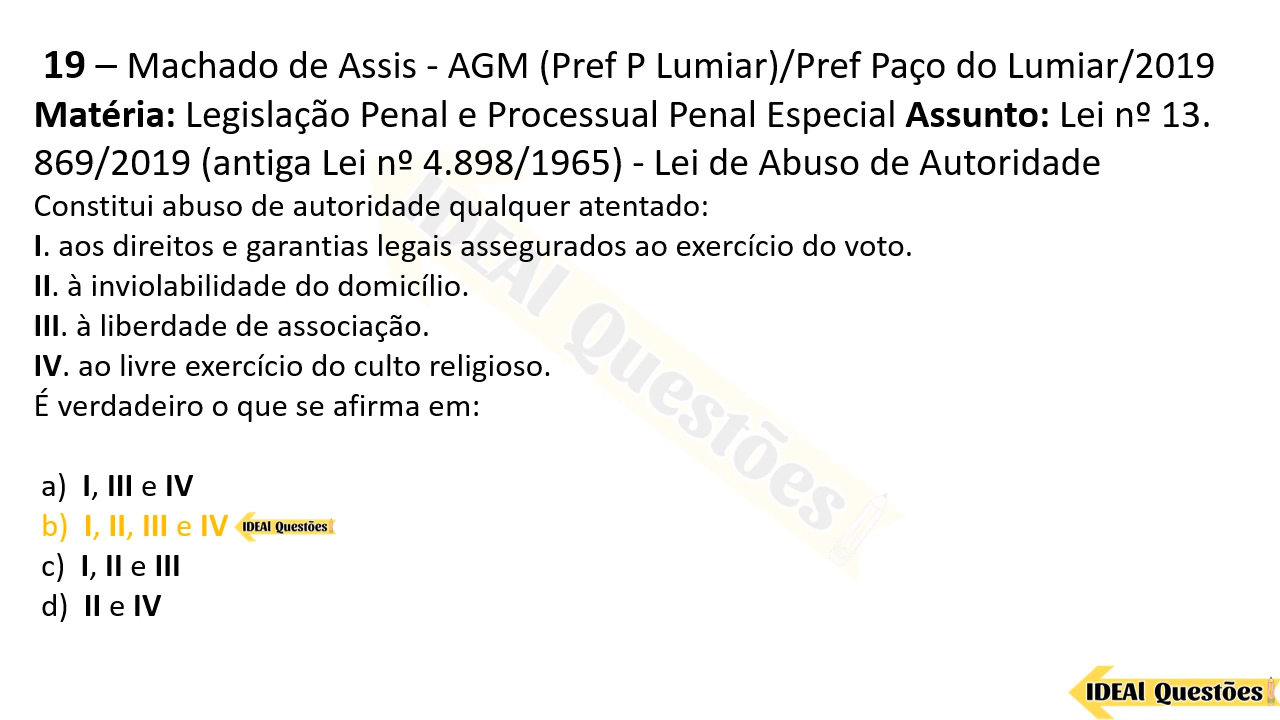 19 – Machado de Assis - AGM (Pref P Lumiar)/Pref Paço do Lumiar/2019
Matéria: Legislação Penal e Processual Penal Especial Assunto: Lei nº 13.
869/2019 (antiga Lei nº 4.898/1965) - Lei de Abuso de Autoridade
Constitui abuso de autoridade qualquer atentado:
I. aos direitos e garantias legais assegurados ao exercício do voto.
II. à inviolabilidade do domicílio.
III. à liberdade de associação.
IV. ao livre exercício do culto religioso.
É verdadeiro o que se afirma em:
a) I, III e IV
b) I, II, III e IV IDEAl Questões
c) I, II e III
d) II e IV
IDEAl Questões
IDEAl Questões